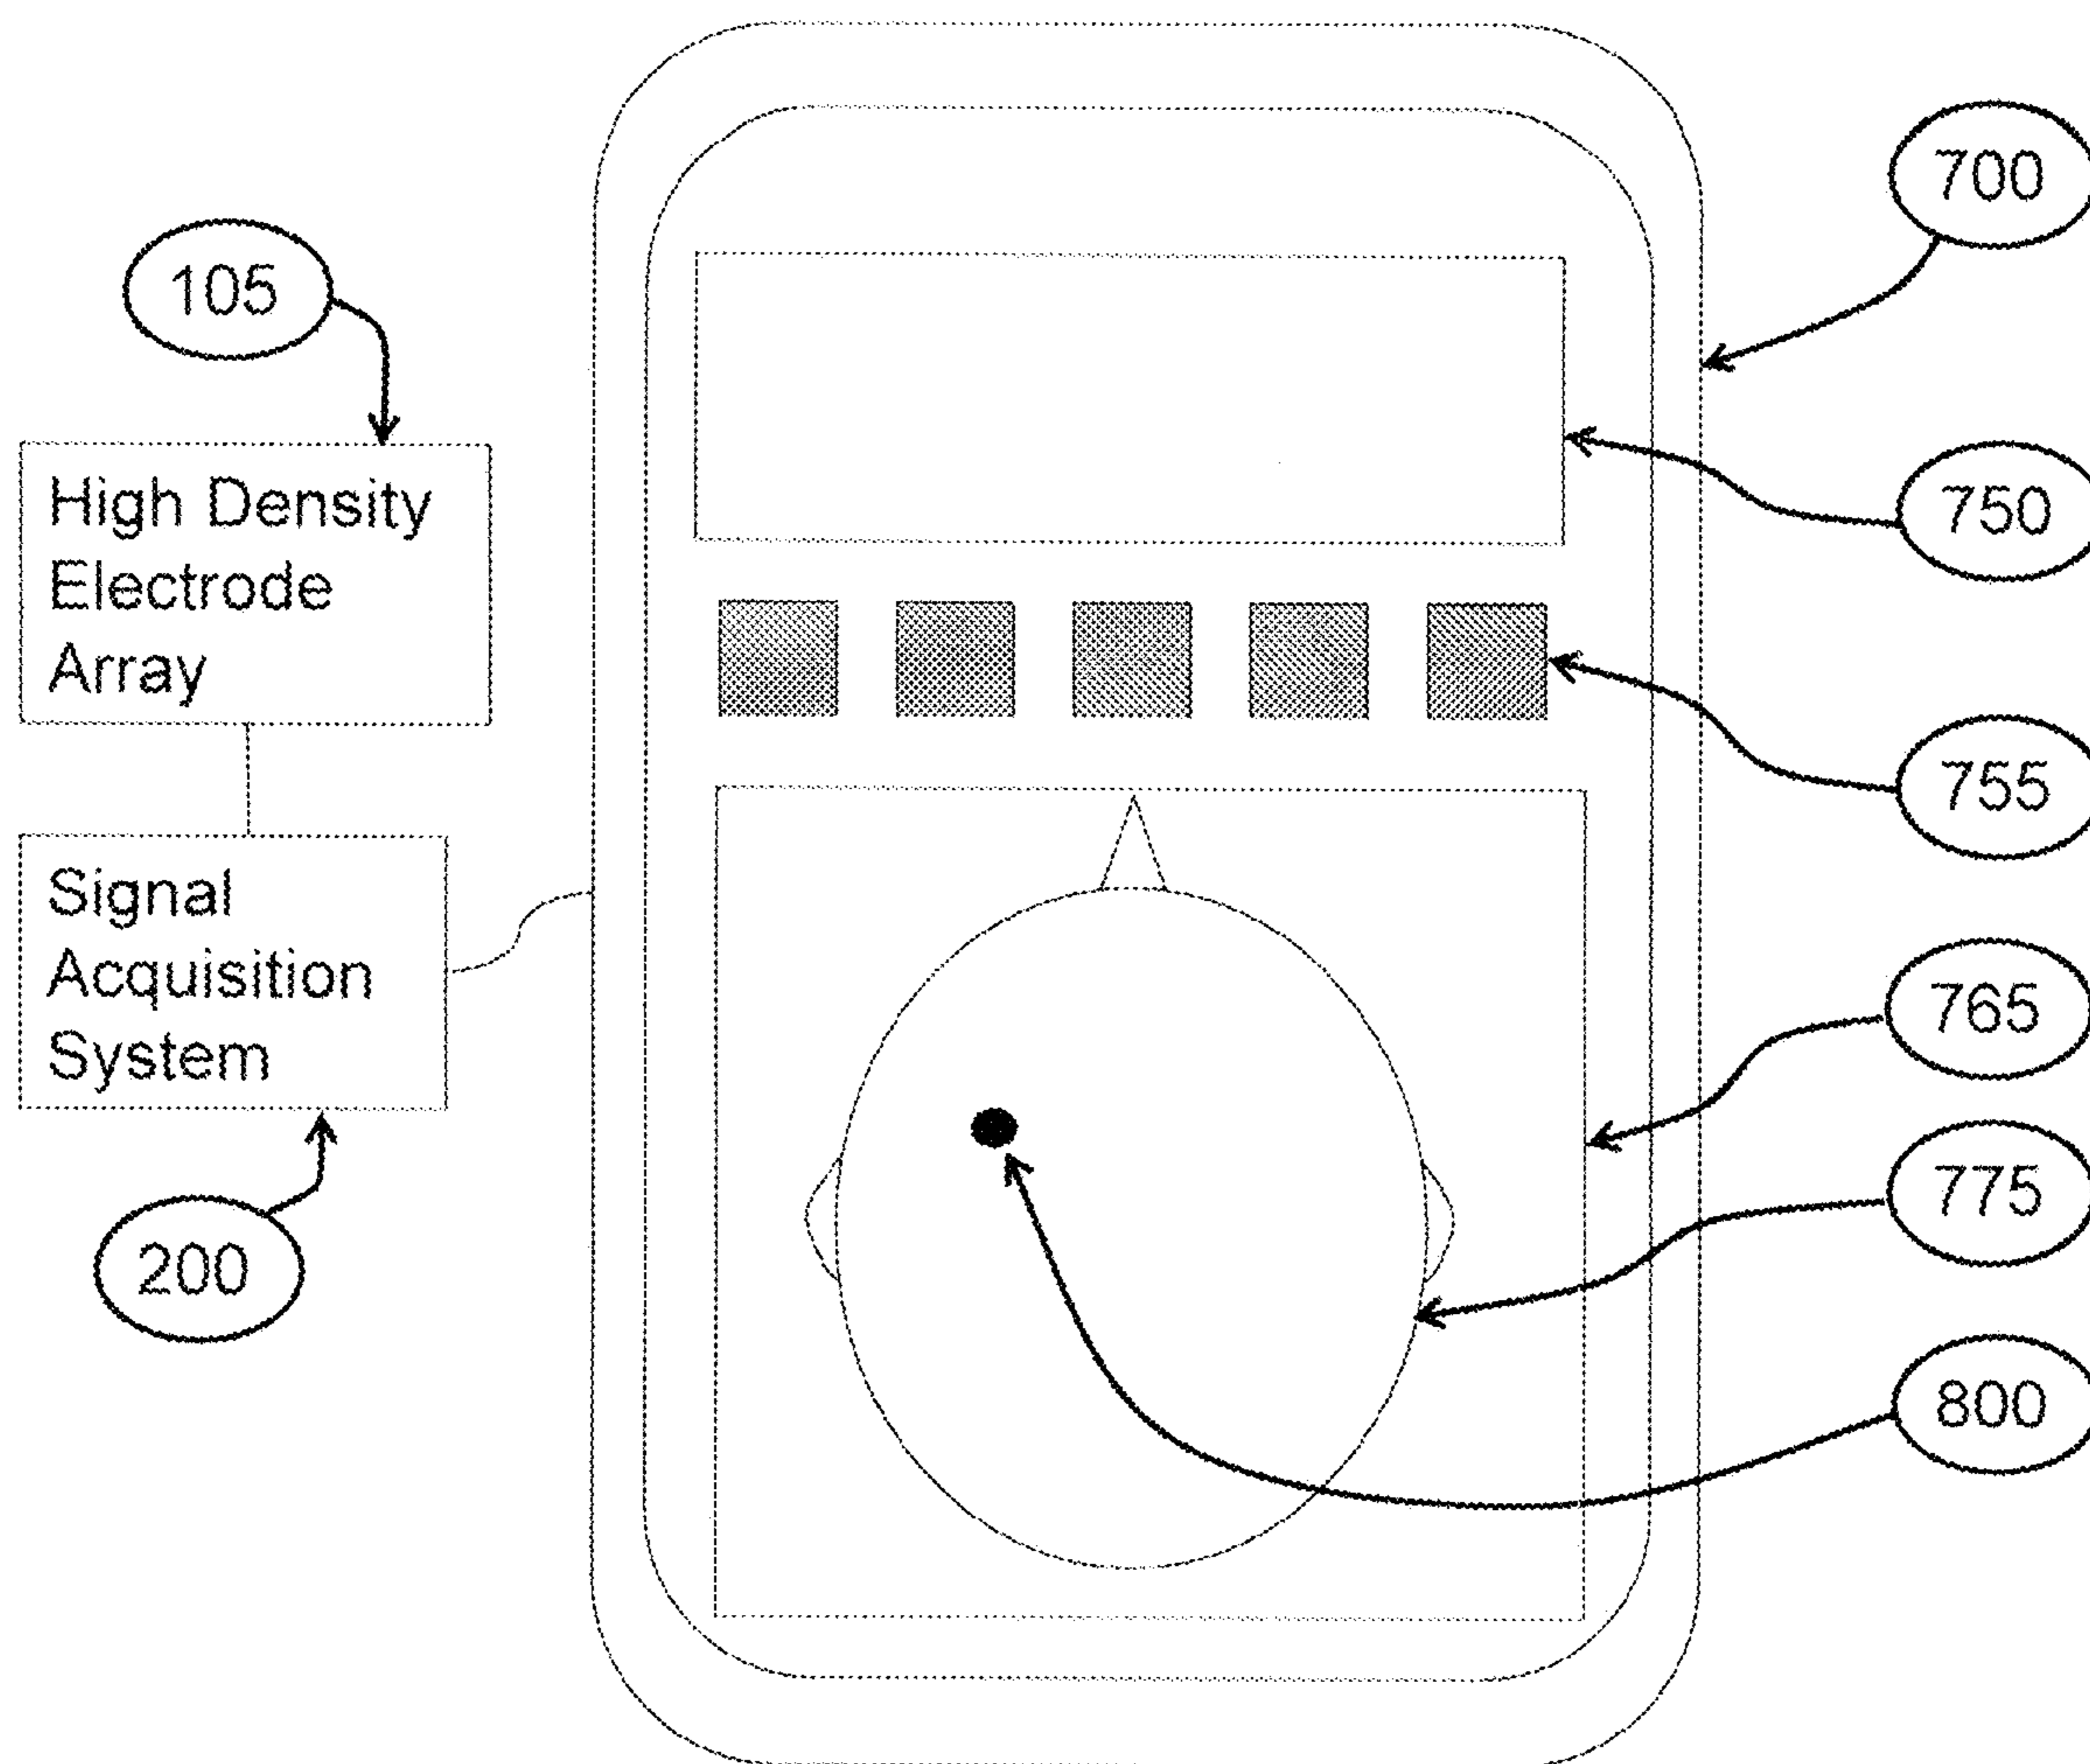 700
105
High Density
Electrode
Array
750
755
Signal
Acquisition
System
765
775
200
800